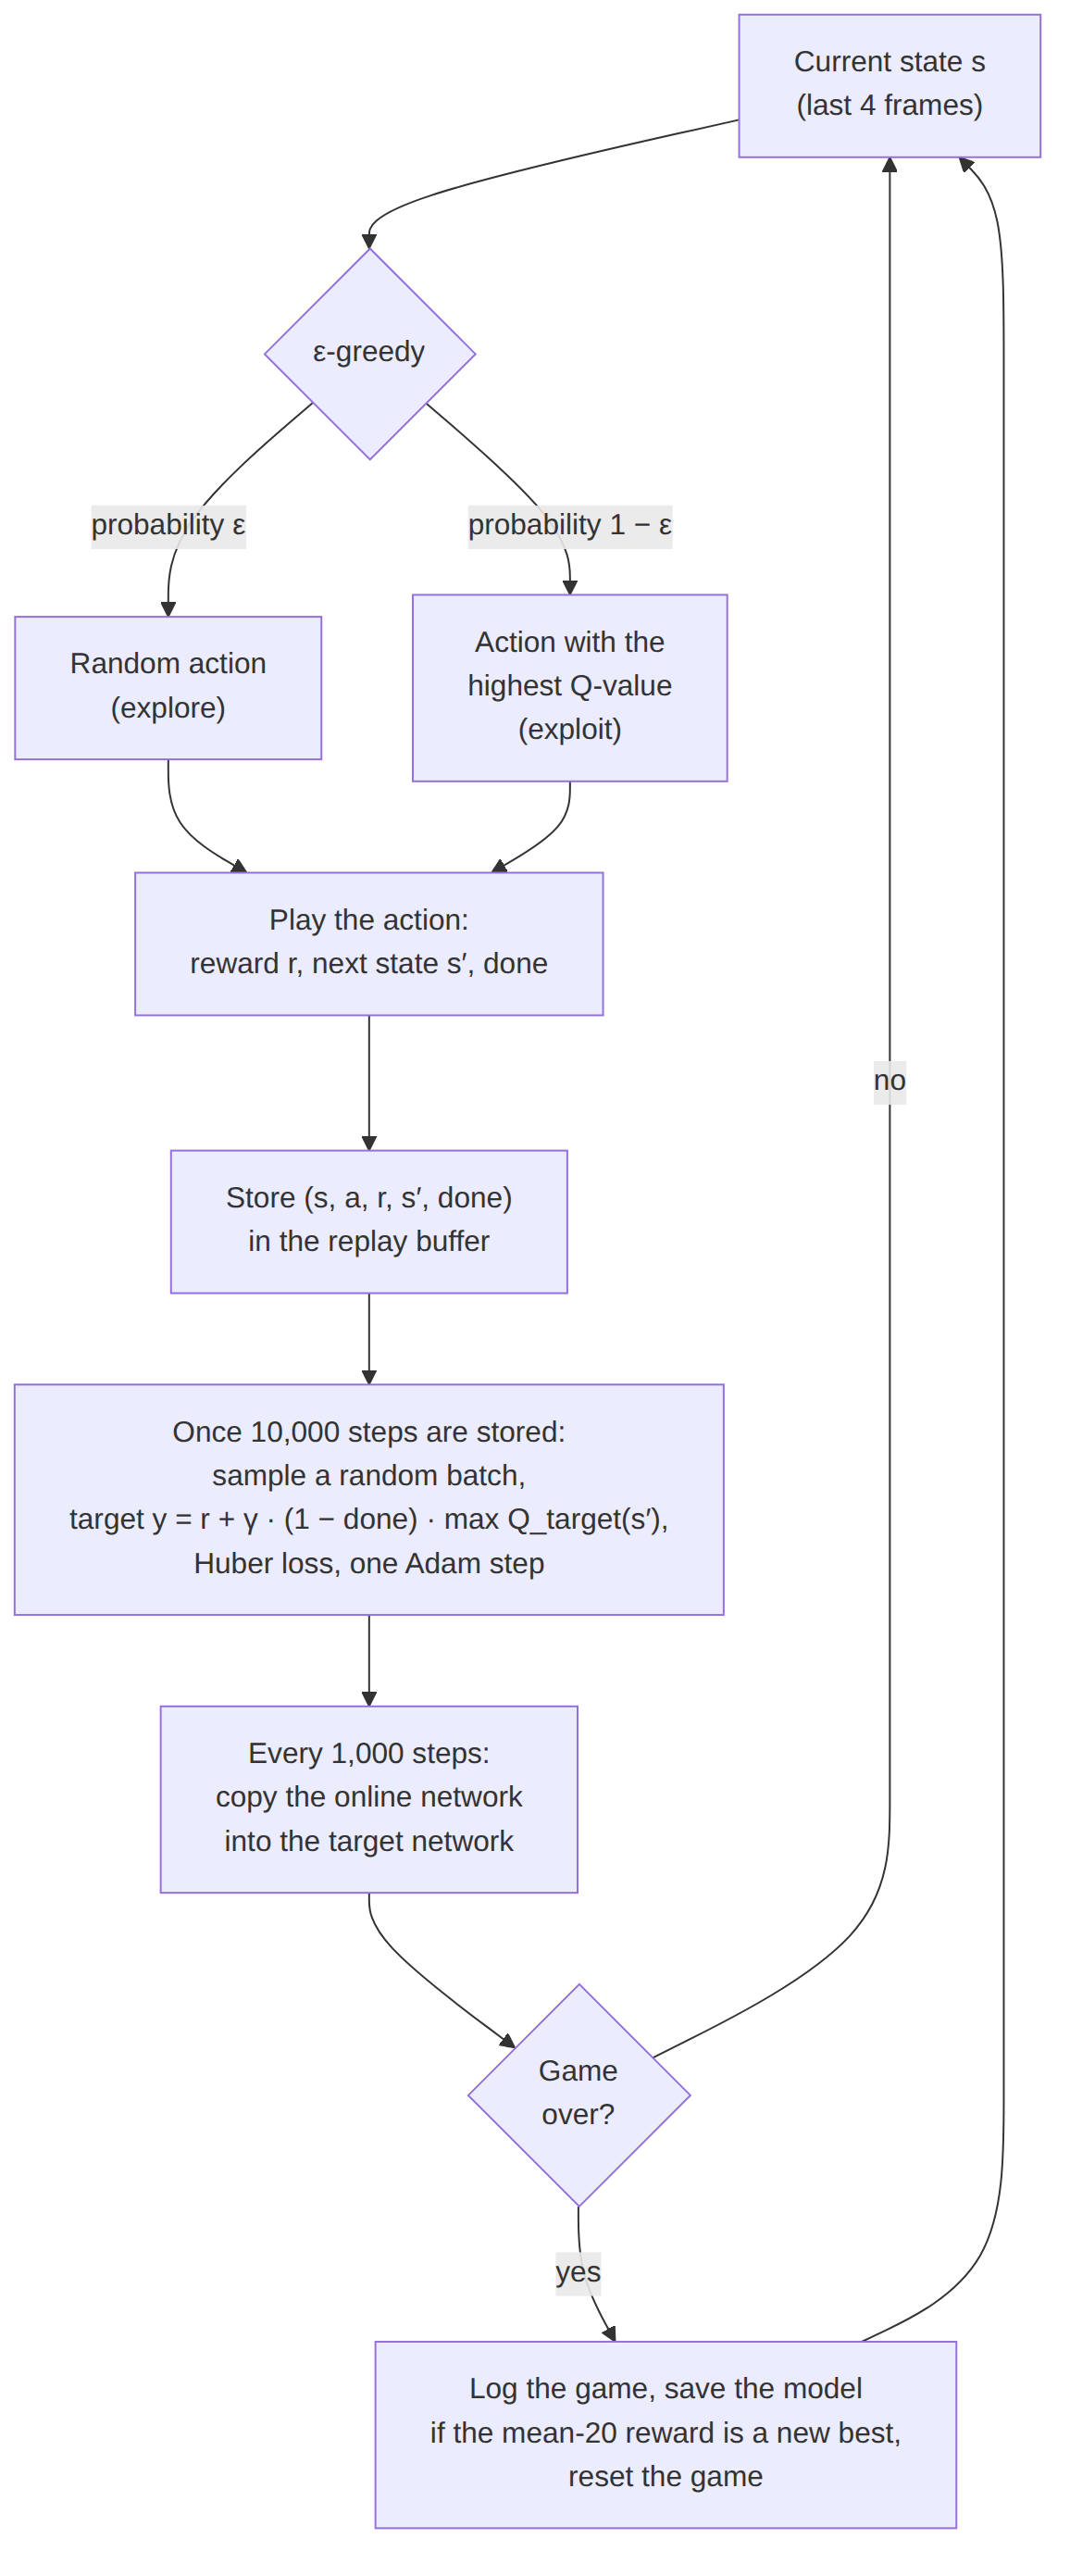 Current state s
(last 4 frames)
ε-greedy
probability ε
probability 1 − ε
Random action
(explore)
Action with the
highest Q-value
(exploit)
Play the action:
reward r, next state s′, done
no
Store (s, a, r, s′, done)
in the replay buffer
Once 10,000 steps are stored:
sample a random batch,
target y = r + γ · (1 − done) · max Q_target(s′),
Huber loss, one Adam step
Every 1,000 steps:
copy the online network
into the target network
Game
over?
yes
Log the game, save the model
if the mean-20 reward is a new best,
reset the game